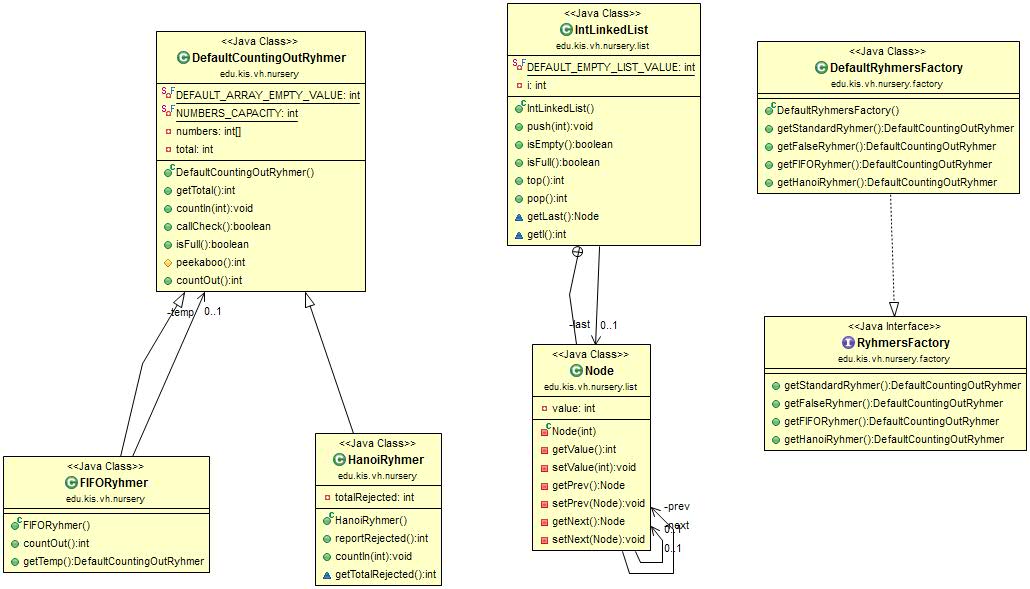 <<Java Class>>
DefaultCountingOutRyhmer
edu.kis.vh.nursery
DEFAULT_ARRAY_EMPTY_VALUE: int
NUMBERS_CAPACITY: int
numbers: int[]
total: int
DefaultCountingOutRyhmer()
getTotal():int
countIn(int):void
callCheck():boolean
isFull():boolean
peekaboo():int
countOut():int
-temp
0..1
<<Java Class>>
FIFORyhmer
edu.kis.vh.nursery
FIFORyhmer()
countOut():int
getTemp():DefaultCountingOutRyhmer
<<Java Class>>
HanoiRyhmer
edu.kis.vh.nursery
totalRejected: int
HanoiRyhmer()
reportRejected():int
countIn(int):void
getTotalRejected():int
<<Java Class>>
IntLinkedList
edu.kis.vh.nursery.list
DEFAULT_EMPTY_LIST_VALUE: int
i: int
IntLinkedList()
push(int):void
isEmpty():boolean
isFull():boolean
top():int
pop():int
getLast():Node
getI():int
-last
0..1
<<Java Class>>
Node
edu.kis.vh.nursery.list
value: int
Node(int)
getValue():int
setValue(int):void
getPrev():Node
setPrev(Node):void
getNext():Node
setNext(Node):void
-prev
-next
0..1
0..1
<<Java Class>>
DefaultRyhmersFactory
edu.kis.vh.nursery.factory
DefaultRyhmersFactory()
getStandardRyhmer():DefaultCountingOutRyhmer
getFalseRyhmer():DefaultCountingOutRyhmer
getFIFORyhmer():DefaultCountingOutRyhmer
getHanoiRyhmer():DefaultCountingOutRyhmer
<<Java Interface>>
RyhmersFactory
edu.kis.vh.nursery.factory
getStandardRyhmer():DefaultCountingOutRyhmer
getFalseRyhmer():DefaultCountingOutRyhmer
getFIFORyhmer():DefaultCountingOutRyhmer
getHanoiRyhmer():DefaultCountingOutRyhmer